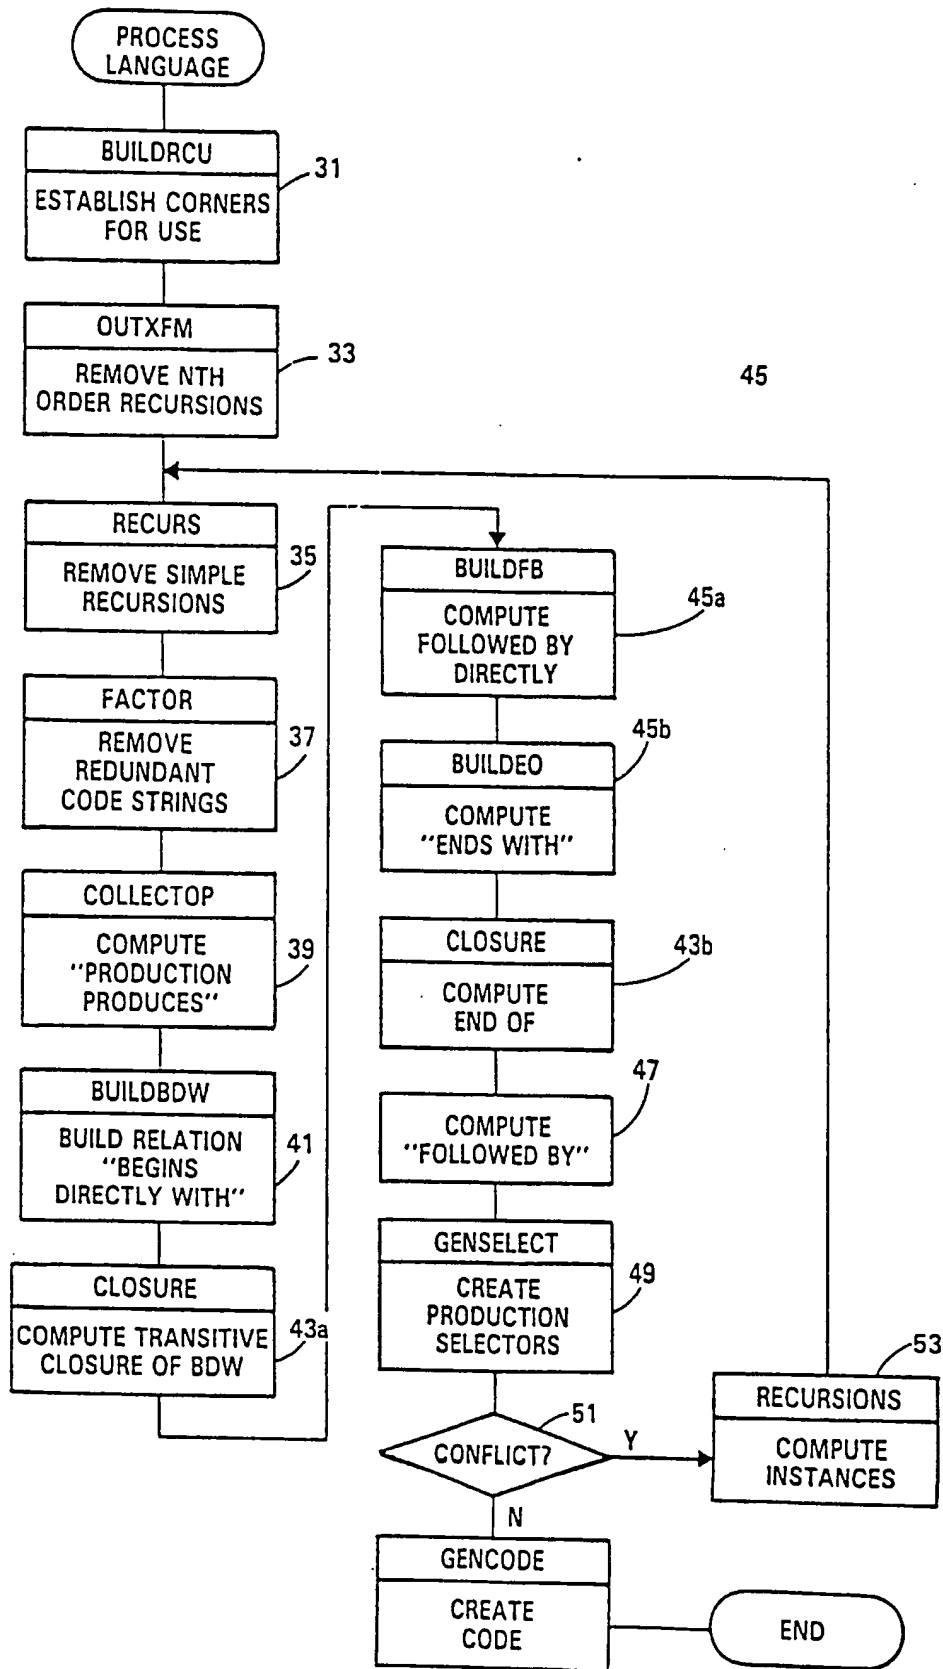 PROCESS
LANGUAGE
BUILDRCU
31
ESTABLISH CORNERS
FOR USE
OUTXFM
33
REMOVE NTH
ORDER RECURSIONS
45
RECURS
35
REMOVE SIMPLE
RECURSIONS
FACTOR
37
REMOVE
REDUNDANT
CODE STRINGS
COLLECTOP
39
COMPUTE
"PRODUCTION
PRODUCES"
BUILDBDW
41
BUILD RELATION
"BEGINS
DIRECTLY WITH"
CLOSURE
43a
COMPUTE TRANSITIVE
CLOSURE OF BDW
BUILDFB
45a
COMPUTE
FOLLOWED BY
DIRECTLY
45b
BUILDEO
COMPUTE
"ENDS WITH"
CLOSURE
43b
COMPUTE
END OF
47
COMPUTE
"FOLLOWED BY"
GENSELECT
49
CREATE
PRODUCTION
SELECTORS
51
CONFLICT?
Y
N
53
RECURSIONS
COMPUTE
INSTANCES
GENCODE
CREATE
CODE
END